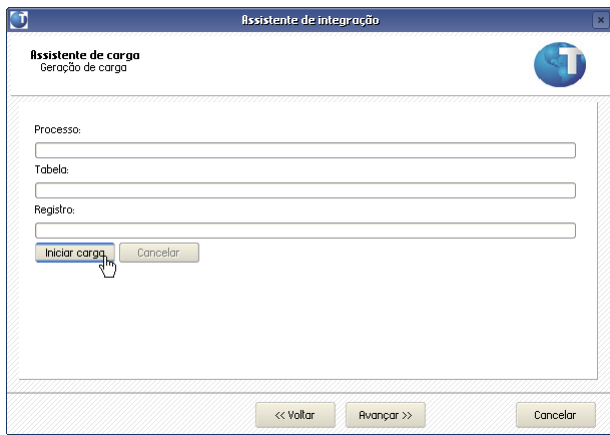 T
Assistente de integração
×
Assistente de carga
Geração de carga
T
Processo:
Tabela:
Registro:
Iniciar carga
Cancelar
<< Voltar
Avançar >>
Cancelar